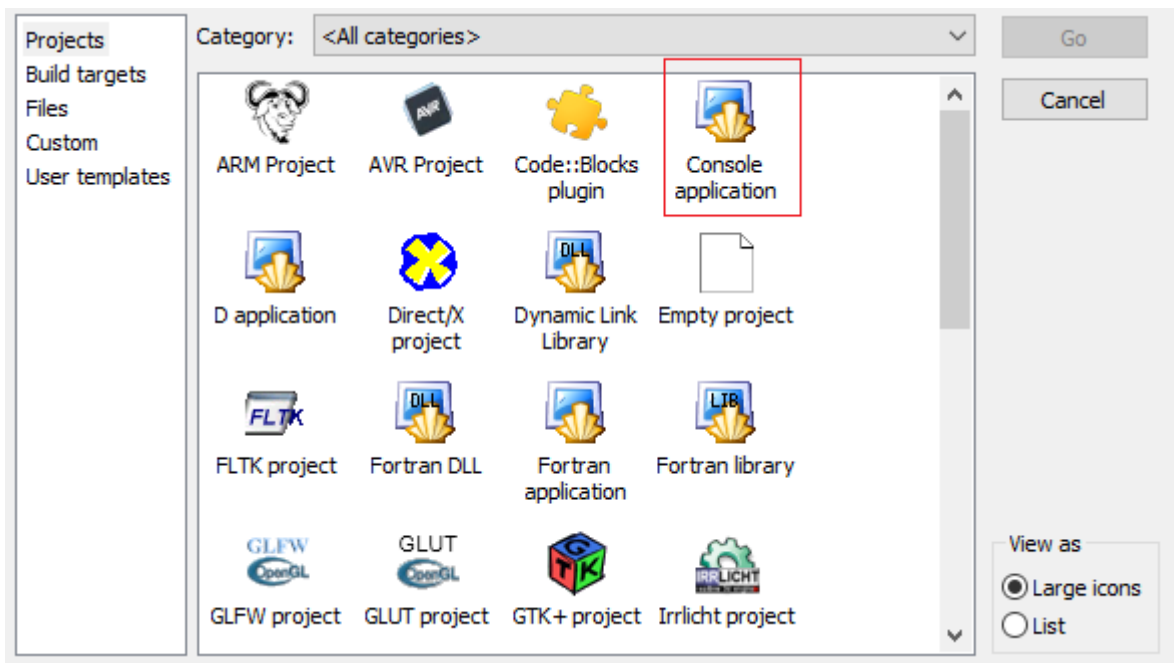 Projects
Build targets
Files
Custom
User templates
Category: <All categories>
Go
Cancel
ARM Project
AVR
AVR Project
Code::Blocks
plugin
Console
application
D application
Direct/X
project
DLL
Dynamic Link
Library
Empty project
FLTK
FLTK project
DLL
Fortran DLL
Fortran
application
LIB
Fortran library
GLFW
OpenGL
GLFW project
GLUT
OpenGL
GLUT project
GTK
GTK+ project
IRRLICHT
Irrlicht project
View as
Large icons
List